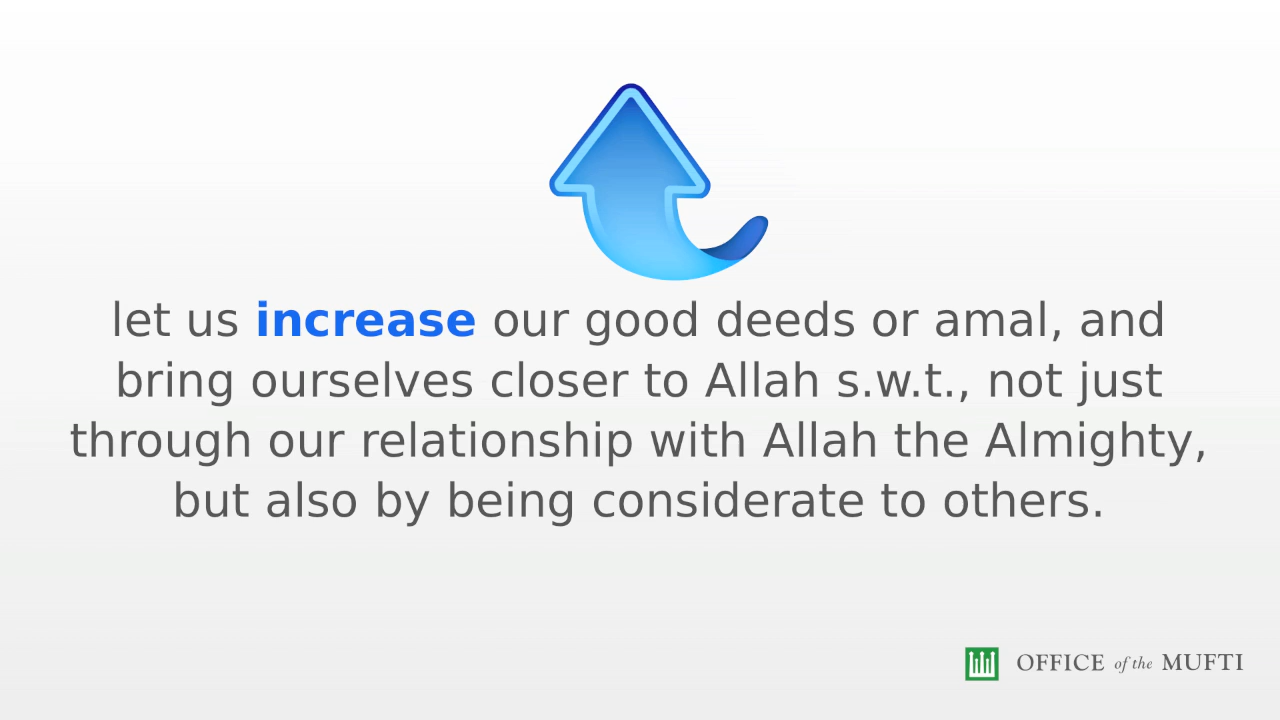 let us increase our good deeds or amal, and
bring ourselves closer to Allah s.w.t., not just
through our relationship with Allah the Almighty,
but also by being considerate to others.
OFFICE of the MUFTI